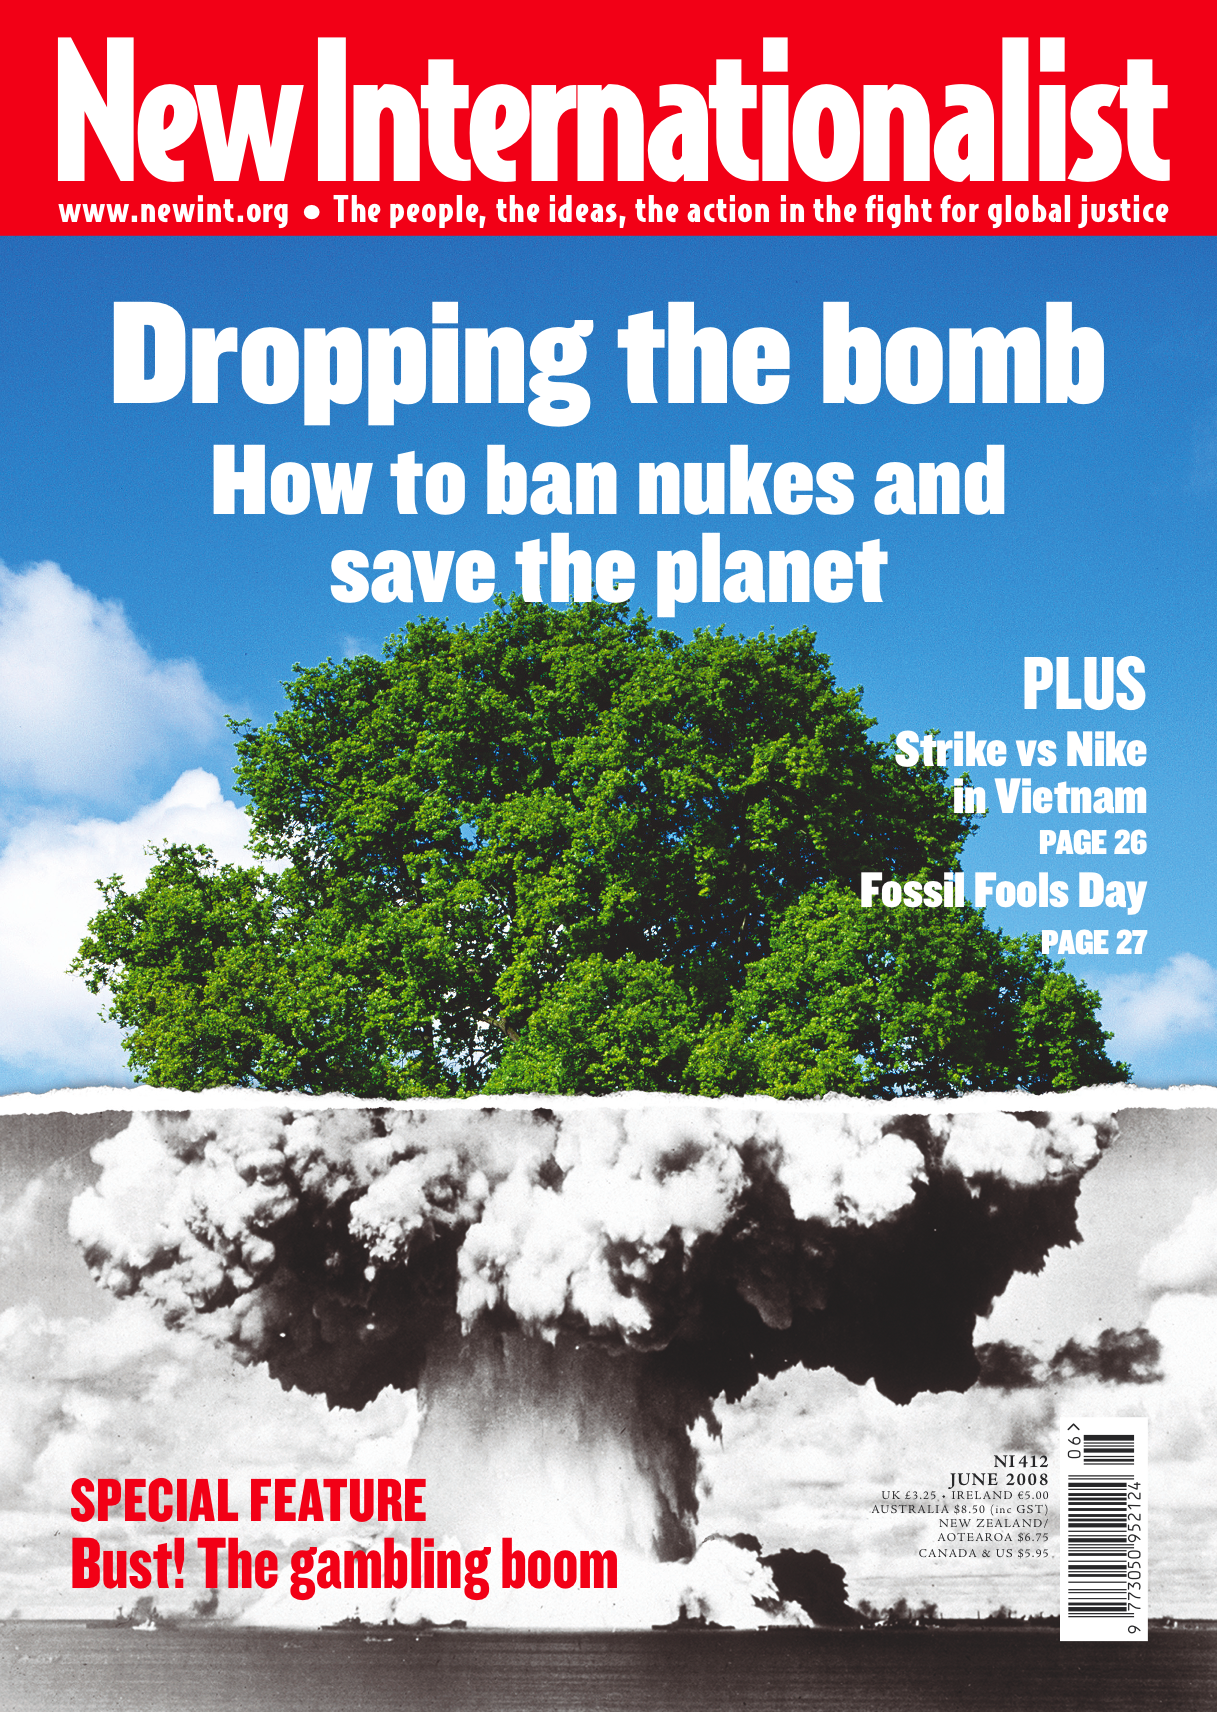 New Internationalist
www.newint.org • The people, the ideas, the action in the fight for global justice
Dropping the bomb
How to ban nukes and
save the planet
PLUS
Strike vs Nike
in Vietnam
PAGE 26
Fossil Fools Day
PAGE 27
SPECIAL FEATURE
Bust! The gambling boom
NI 412
JUNE 2008
UK £3.25 • IRELAND €5.00
AUSTRALIA $8.50 (inc GST)
NEW ZEALAND/
AOTEAROA $6.75
CANADA & US $5.95
9 773050 952124
06>